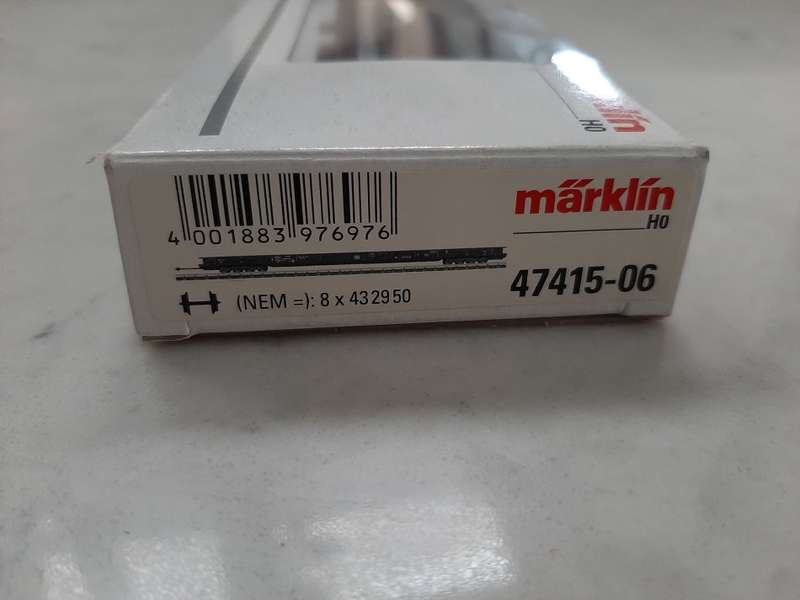 märklin
H0
4 001883 976976
märklin
H0
(NEM =): 8 x 432950
47415-06